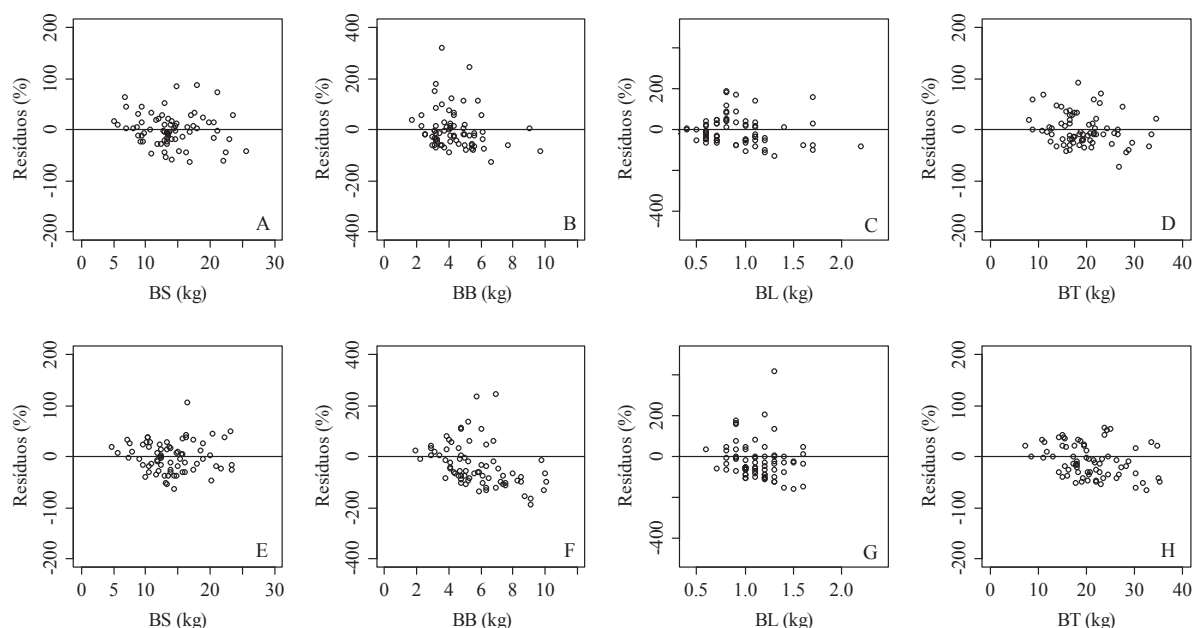 200
100
0
-100
-200
Resíduos (%)
A
0 5 10 15 20 25 30
BS (kg)
400
200
0
-200
-400
Resíduos (%)
B
0 2 4 6 8 10
BB (kg)
200
0
-400
Resíduos (%)
C
0.5 1.0 1.5 2.0
BL (kg)
200
100
0
-100
-200
Resíduos (%)
D
0 10 20 30 40
BT (kg)
200
100
0
-100
-200
Resíduos (%)
E
0 5 10 20 30
BS (kg)
400
200
0
-200
-400
Resíduos (%)
F
0 2 4 6 8 10
BB (kg)
200
0
-400
Resíduos (%)
G
0.5 1.0 1.5 2.0
BL (kg)
200
100
0
-100
-200
Resíduos (%)
H
0 10 20 30 40
BT (kg)